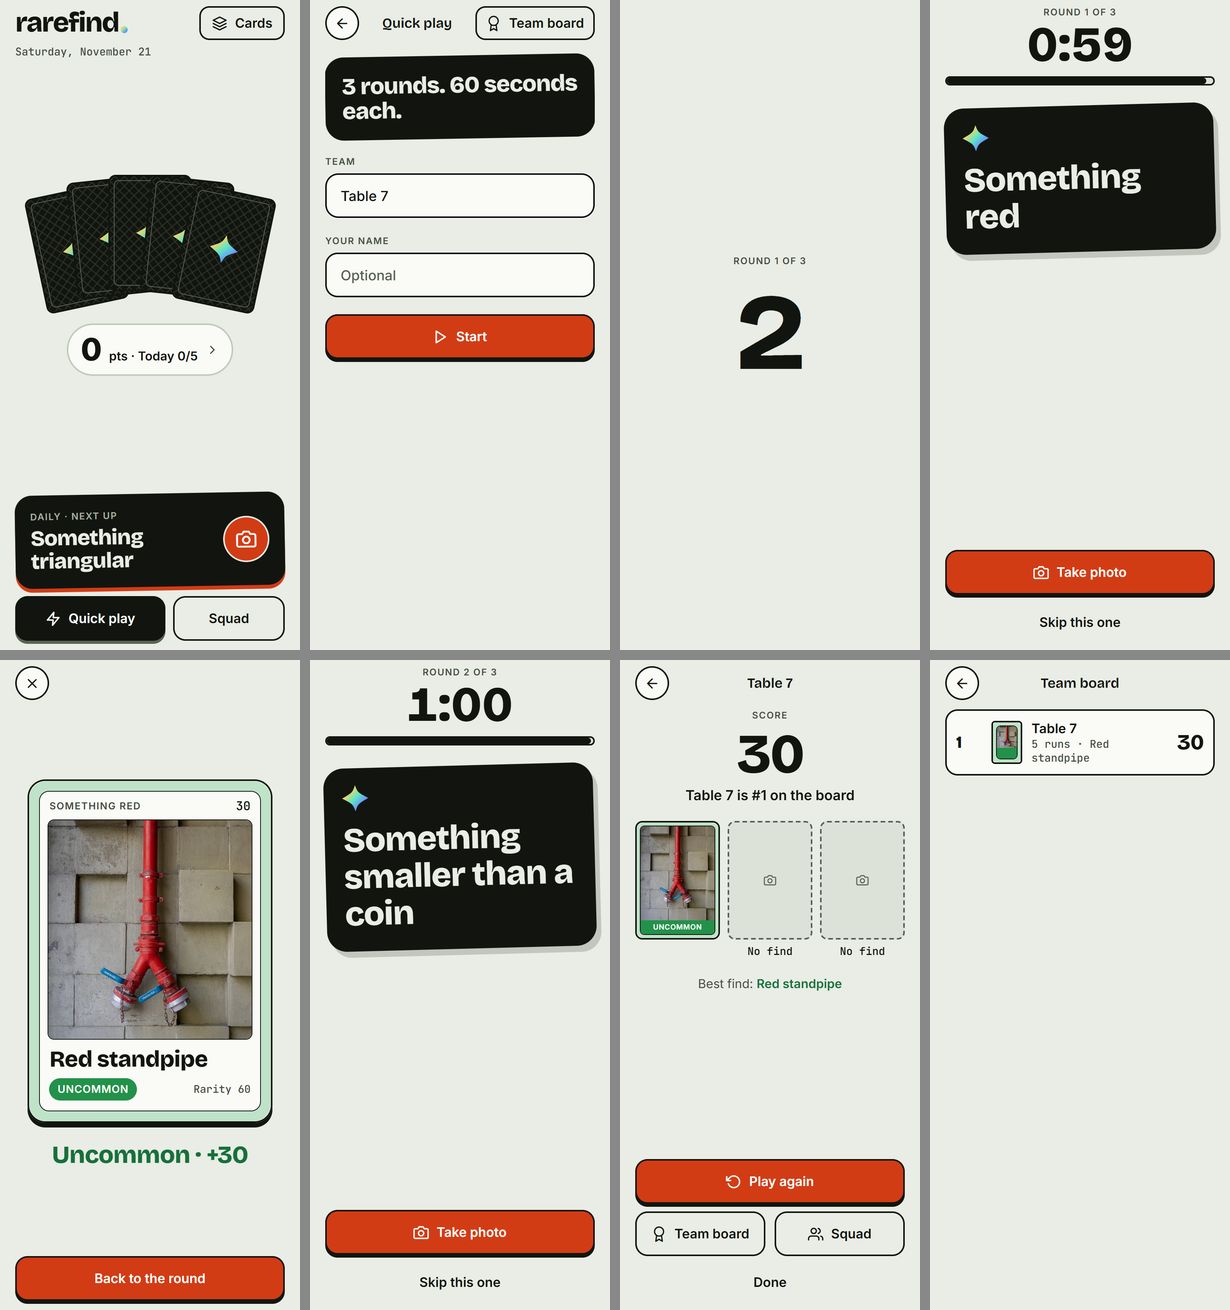 rarefind.
Cards
Saturday, November 21
0 pts · Today 0/5
DAILY · NEXT UP
Something
triangular
Quick play
Squad
Quick play
Team board
3 rounds. 60 seconds
each.
TEAM
Table 7
YOUR NAME
Optional
Start
ROUND 1 OF 3
2
ROUND 1 OF 3
0:59
Something
red
Take photo
Skip this one
SOMETHING RED
30
Red standpipe
UNCOMMON
Rarity 60
Uncommon · +30
Back to the round
ROUND 2 OF 3
1:00
Something
smaller than a
coin
Take photo
Skip this one
Table 7
SCORE
30
Table 7 is #1 on the board
UNCOMMON
No find
No find
Best find: Red standpipe
Play again
Team board
Squad
Done
Team board
1
Table 7
5 runs · Red
standpipe
30